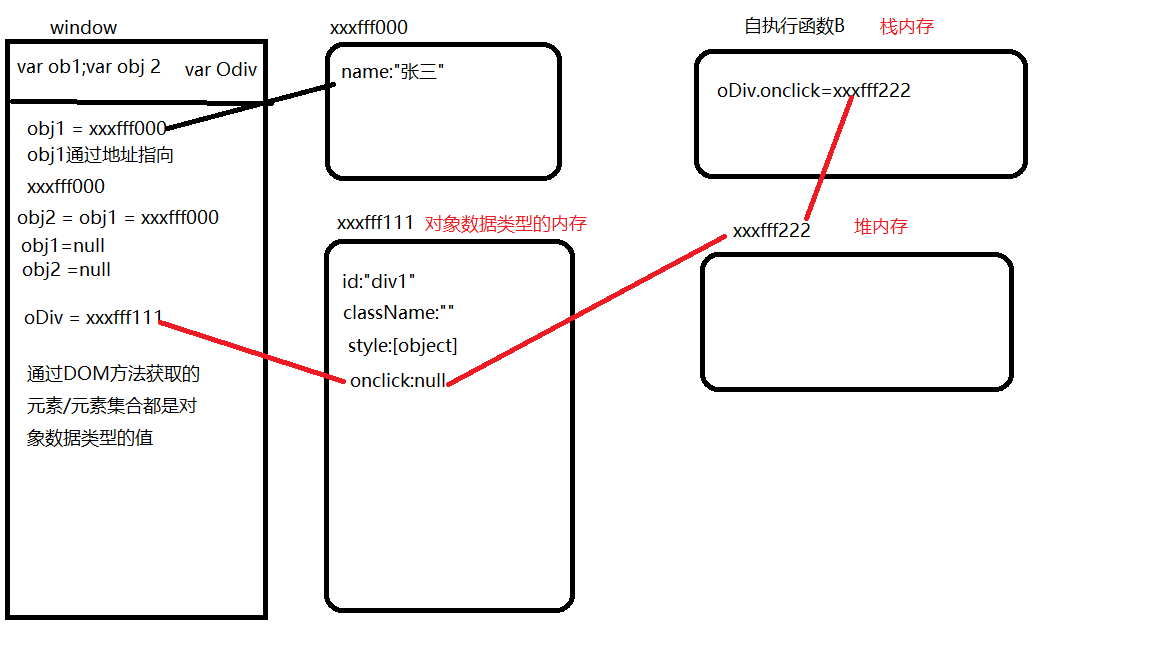 window
var ob1;var obj 2
var Odiv
obj1 = xxxfff000
obj1通过地址指向
xxxfff000
obj2 = obj1 = xxxfff000
obj1=null
obj2 =null
oDiv = xxxfff111
通过DOM方法获取的
元素/元素集合都是对
象数据类型的值
xxxfff000
name:"张三"
xxxfff111 对象数据类型的内存
id:"div1"
className:""
style:[object]
onclick:null
自执行函数B 栈内存
oDiv.onclick=xxxfff222
xxxfff222 堆内存